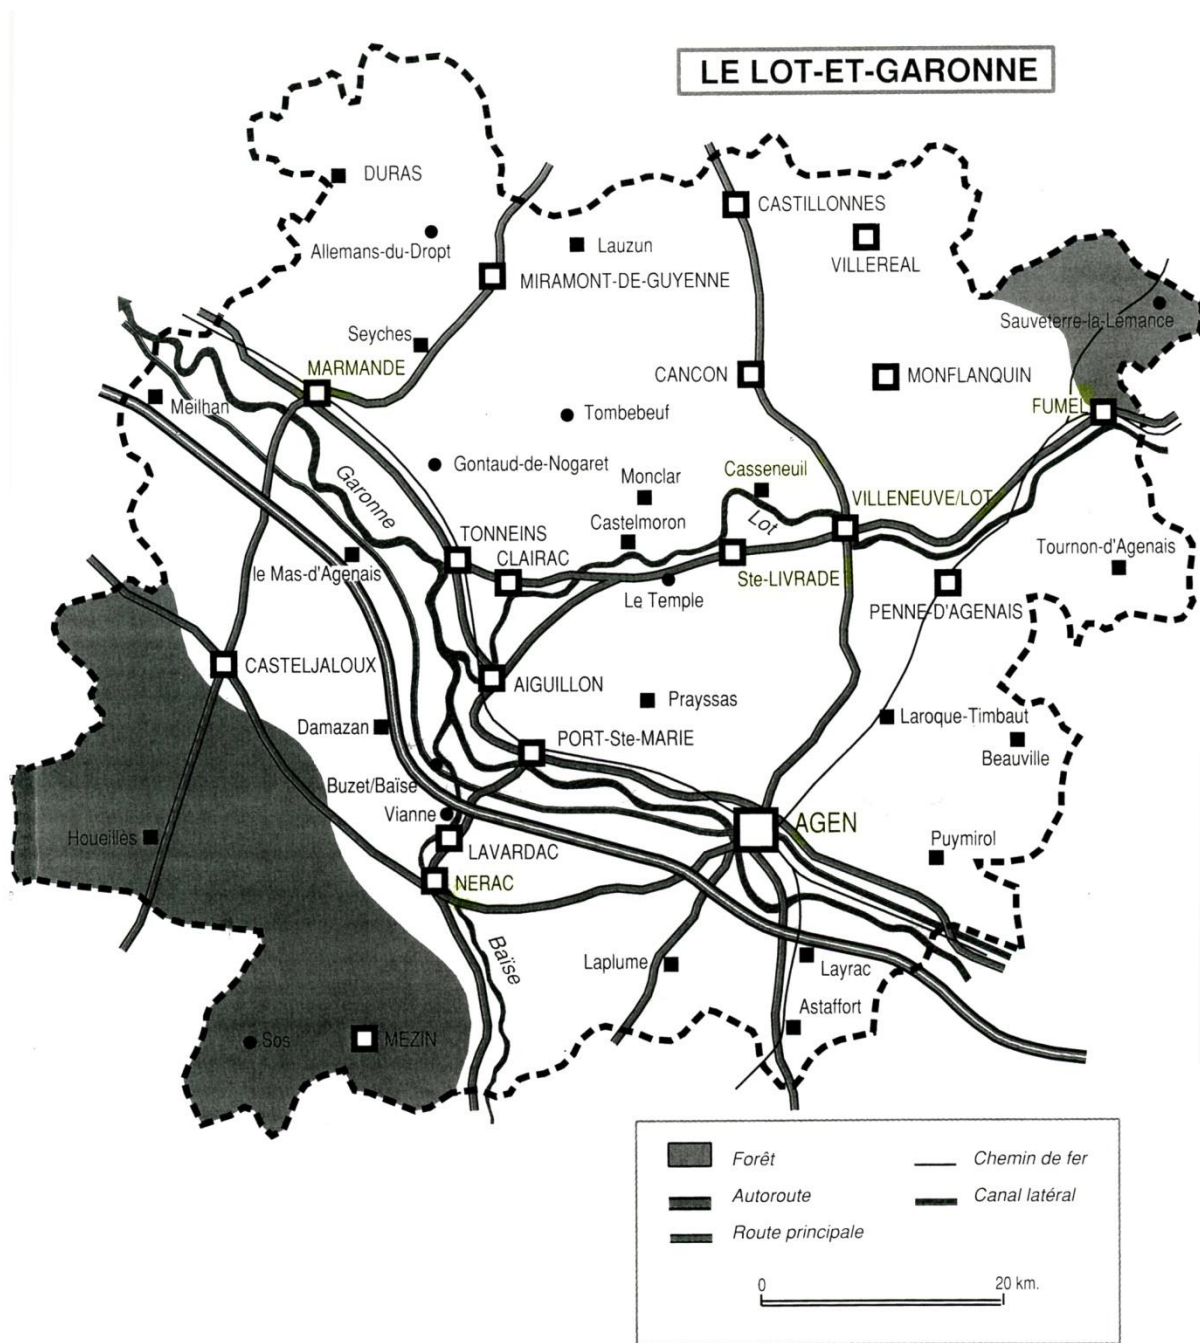 LE LOT-ET-GARONNE
DURAS
CASTILLONNES
Allemans-du-Dropt
Lauzun
VILLEREAL
MIRAMONT-DE-GUYENNE
Sauveterre-la-Lémance
Seyches
MARMANDE
CANCON
MONFLANQUIN
Meilhan
FUMEL
Tombebeuf
Gontaud-de-Nogaret
Monclar
Casseneuil
VILLENEUVE/LOT
Garonne
Castelmoron
Lot
TONNEINS
CLAIRAC
Tournon-d'Agenais
le Mas-d'Agenais
Ste-LIVRADE
Le Temple
PENNE-D'AGENAIS
CASTELJALOUX
AIGUILLON
Prayssas
Laroque-Timbaut
Damazan
PORT-Ste-MARIE
Beauville
Buzet/Baïse
Vianne
AGEN
Houeillès
LAVARDAC
Puymirol
NERAC
Baïse
Laplume
Layrac
Astaffort
Sos
MEZIN
Forêt
Chemin de fer
Autoroute
Canal latéral
Route principale
0
20 km.